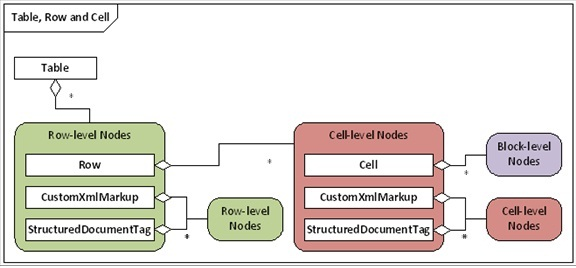 Table, Row and Cell
Table
*
Row-level Nodes
Row
CustomXmlMarkup
StructuredDocumentTag
*
Row-level
Nodes
*
Cell-level Nodes
Cell
CustomXmlMarkup
StructuredDocumentTag
*
Block-level
Nodes
*
Cell-level
Nodes